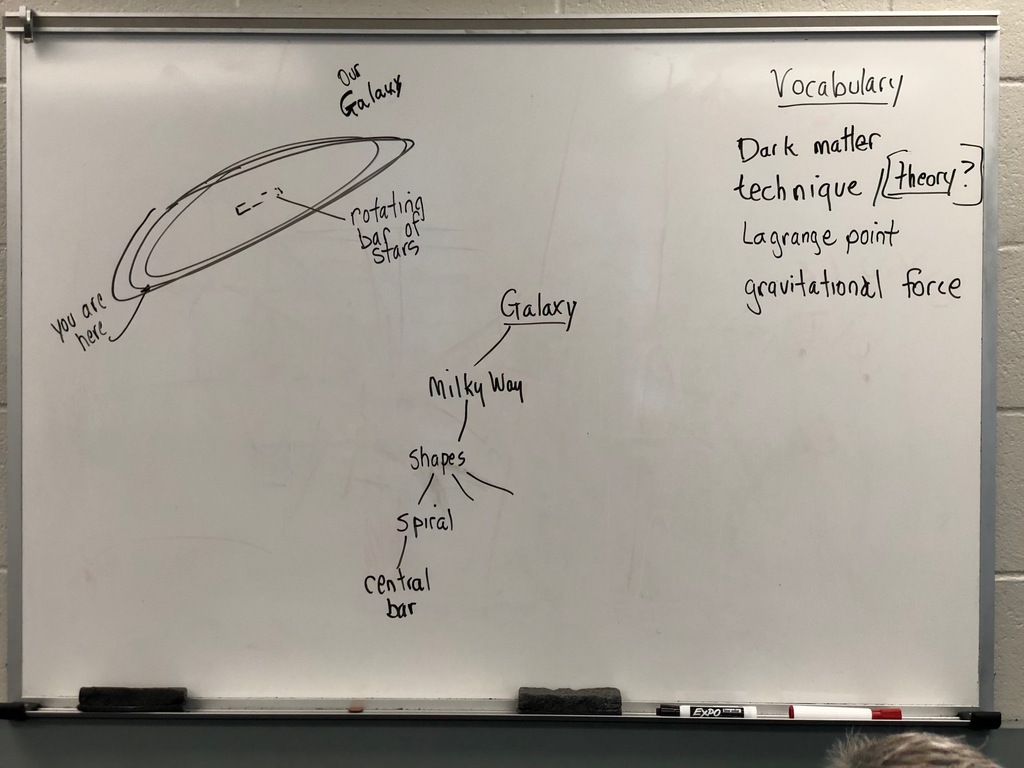 Our
Galaxy
rotating
bar of
stars
you are
here
Galaxy
Milky Way
shapes
spiral
central
bar
Vocabulary
Dark matter
technique / [theory?]
Lagrange point
gravitational force
EXPO